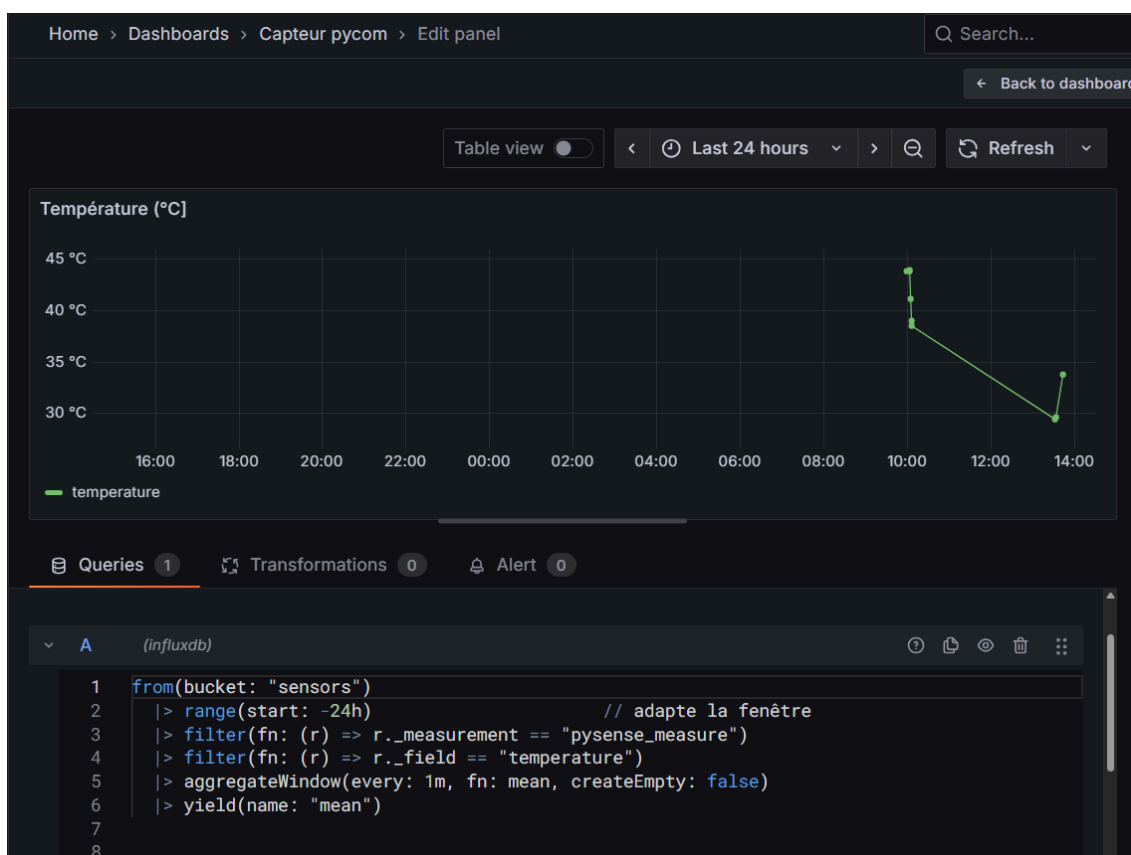 Home › Dashboards › Capteur pycom › Edit panel
Search...
← Back to dashboard
Table view
Last 24 hours
Refresh
Température (°C]
45 °C
40 °C
35 °C
30 °C
16:00 18:00 20:00 22:00 00:00 02:00 04:00 06:00 08:00 10:00 12:00 14:00
temperature
Queries 1 Transformations 0 Alert 0
A (influxdb)
1 from(bucket: "sensors")
2 |> range(start: -24h) // adapte la fenêtre
3 |> filter(fn: (r) => r._measurement == "pysense_measure")
4 |> filter(fn: (r) => r._field == "temperature")
5 |> aggregateWindow(every: 1m, fn: mean, createEmpty: false)
6 |> yield(name: "mean")
7
8